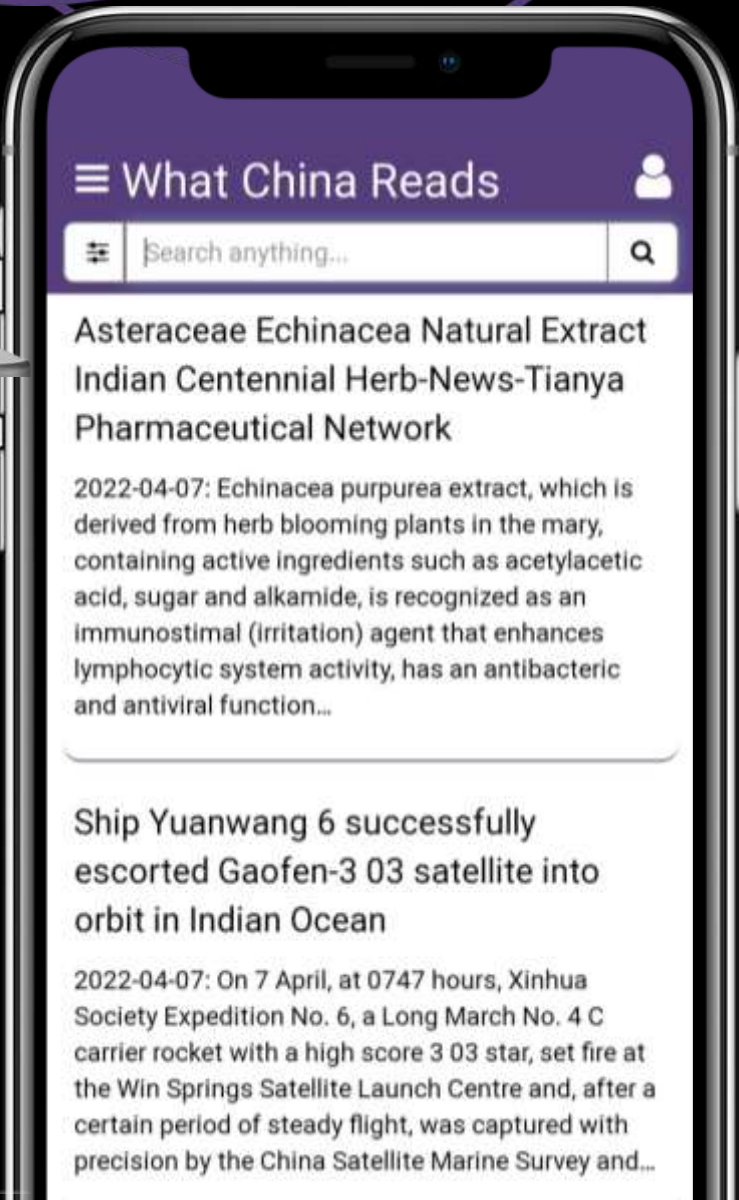 What China Reads
Search anything...
Asteraceae Echinacea Natural Extract
Indian Centennial Herb-News-Tianya
Pharmaceutical Network
2022-04-07: Echinacea purpurea extract, which is
derived from herb blooming plants in the mary,
containing active ingredients such as acetylacetic
acid, sugar and alkamide, is recognized as an
immunostimal (irritation) agent that enhances
lymphocytic system activity, has an antibacteric
and antiviral function...
Ship Yuanwang 6 successfully
escorted Gaofen-3 03 satellite into
orbit in Indian Ocean
2022-04-07: On 7 April, at 0747 hours, Xinhua
Society Expedition No. 6, a Long March No. 4 C
carrier rocket with a high score 3 03 star, set fire at
the Win Springs Satellite Launch Centre and, after a
certain period of steady flight, was captured with
precision by the China Satellite Marine Survey and...